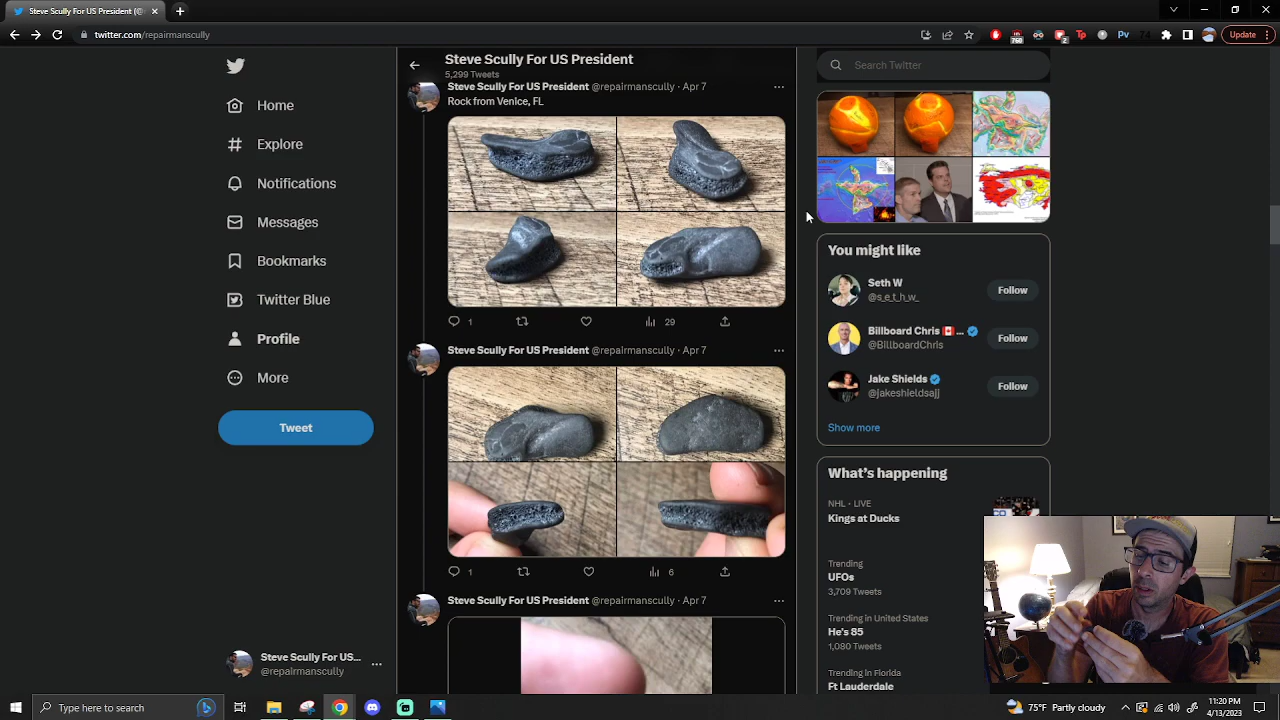 Steve Scully For US President (@
twitter.com/repairmanscully
768
2
74
Update
Home
Explore
Notifications
Messages
Bookmarks
Twitter Blue
Profile
More
Tweet
Steve Scully For US...
@repairmanscully
Steve Scully For US President
5,299 Tweets
Steve Scully For US President @repairmanscully · Apr 7
Rock from Venice, FL
1
29
Steve Scully For US President @repairmanscully · Apr 7
1
6
Steve Scully For US President @repairmanscully · Apr 7
Search Twitter
You might like
Seth W
@s_e_t_h_w_
Follow
Billboard Chris ...
@BillboardChris
Follow
Jake Shields
@jakeshieldsajj
Follow
Show more
What's happening
NHL · LIVE
Kings at Ducks
Trending
UFOs
3,709 Tweets
Trending in United States
He's 85
1,080 Tweets
Trending in Florida
Ft Lauderdale
Type here to search
75°F Partly cloudy
11:20 PM
4/13/2023